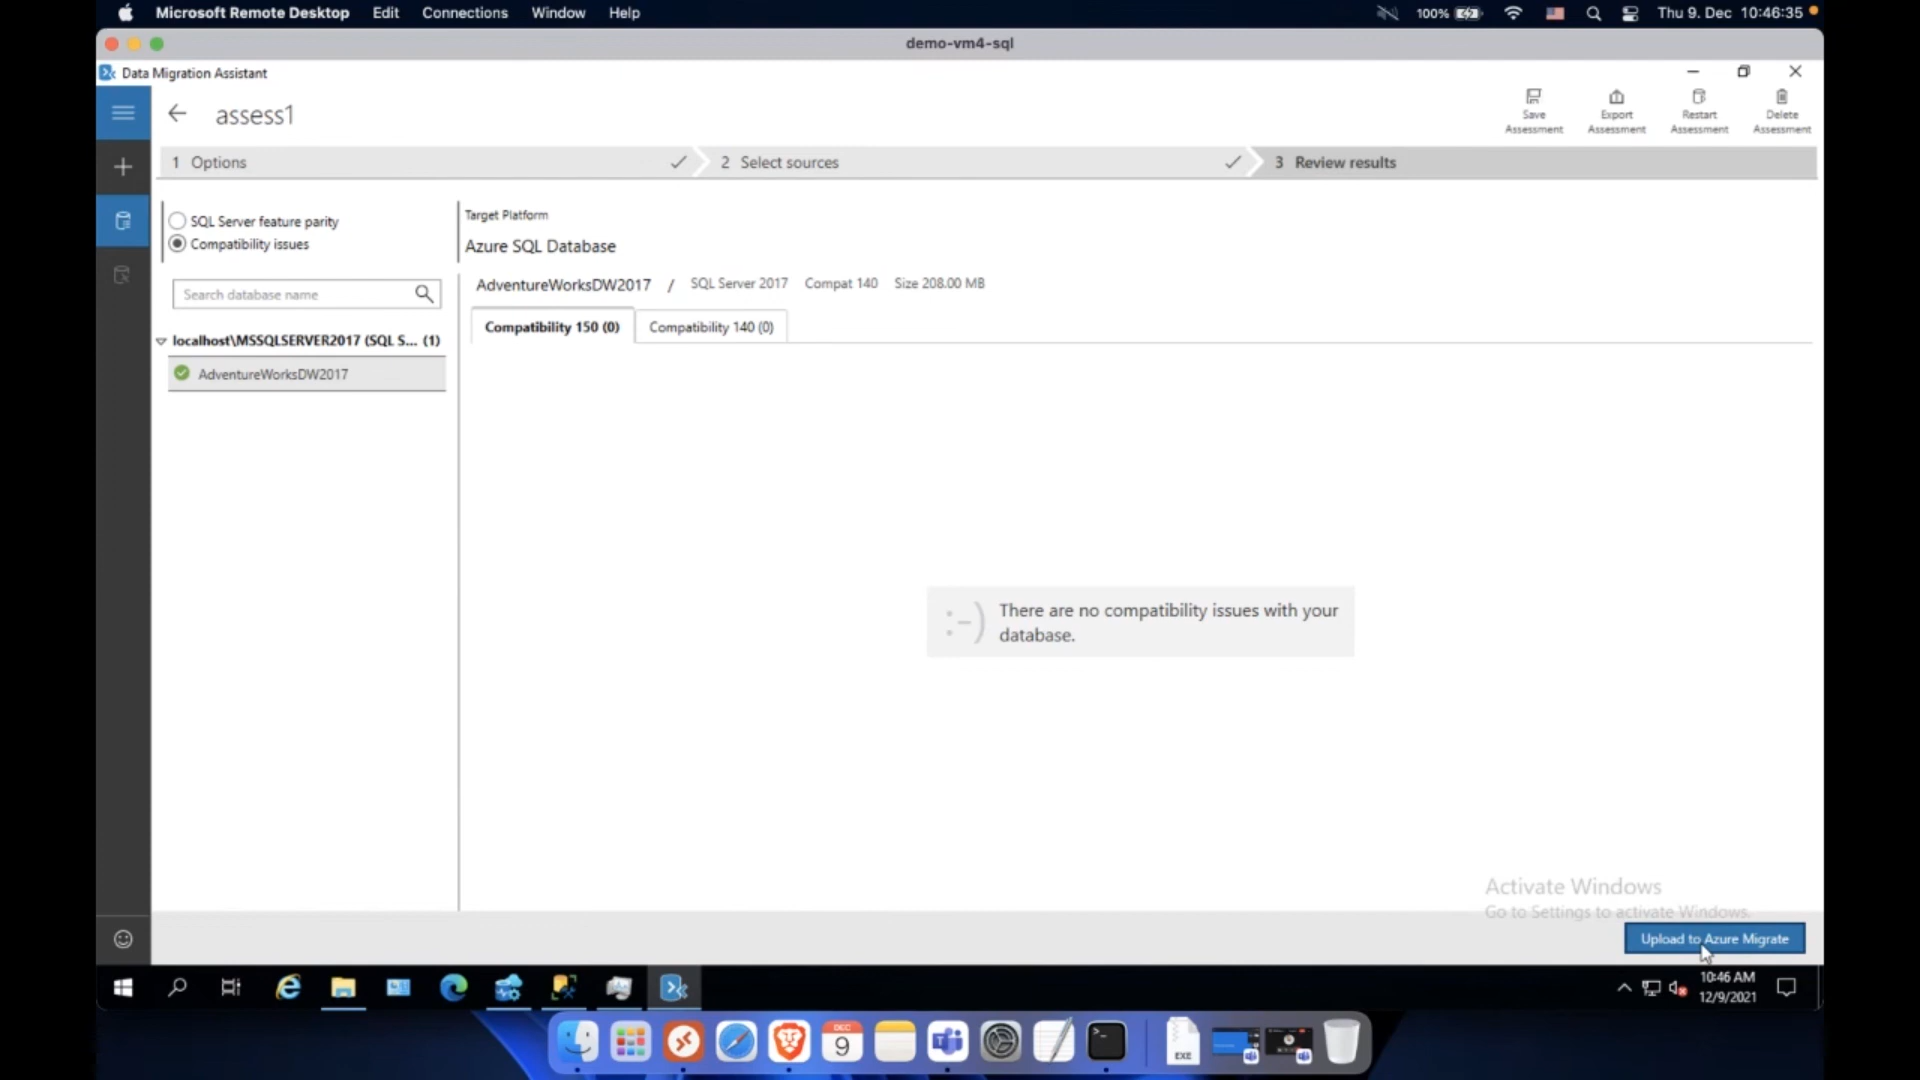 Microsoft Remote Desktop Edit Connections Window Help 100% Thu 9. Dec 10:46:35
demo-vm4-sql
Data Migration Assistant
assess1
Save Assessment
Export Assessment
Restart Assessment
Delete Assessment
1 Options
2 Select sources
3 Review results
SQL Server feature parity
Compatibility issues
Search database name
localhost\MSSQLSERVER2017 (SQL S... (1)
AdventureWorksDW2017
Target Platform
Azure SQL Database
AdventureWorksDW2017 / SQL Server 2017 Compat 140 Size 208.00 MB
Compatibility 150 (0) Compatibility 140 (0)
:-)
There are no compatibility issues with your
database.
Activate Windows
Go to Settings to activate Windows.
Upload to Azure Migrate
10:46 AM
12/9/2021
DEC
9
EXE